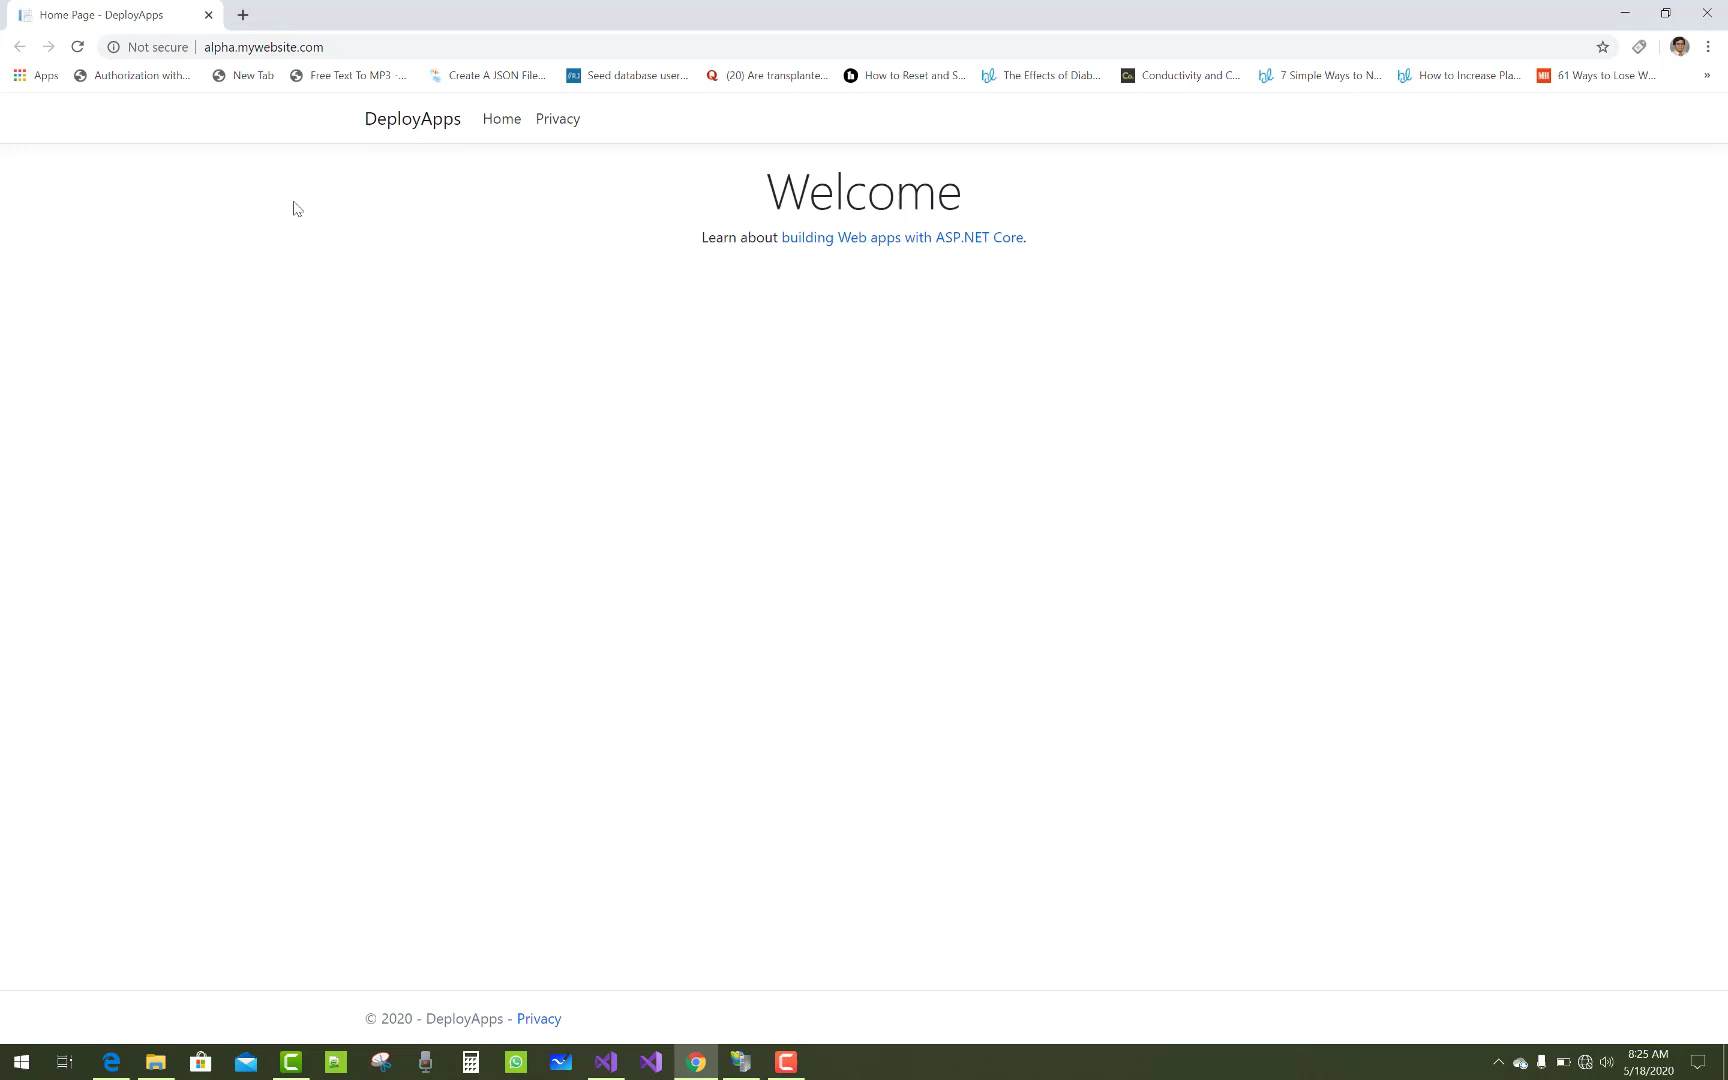 Home Page - DeployApps
Not secure | alpha.mywebsite.com
Apps Authorization with... New Tab Free Text To MP3 -... Create A JSON File... Seed database user... (20) Are transplante... How to Reset and S... The Effects of Diab... Conductivity and C... 7 Simple Ways to N... How to Increase Pla... 61 Ways to Lose W... »
DeployApps Home Privacy
Welcome
Learn about building Web apps with ASP.NET Core.
© 2020 - DeployApps - Privacy
8:25 AM
5/18/2020